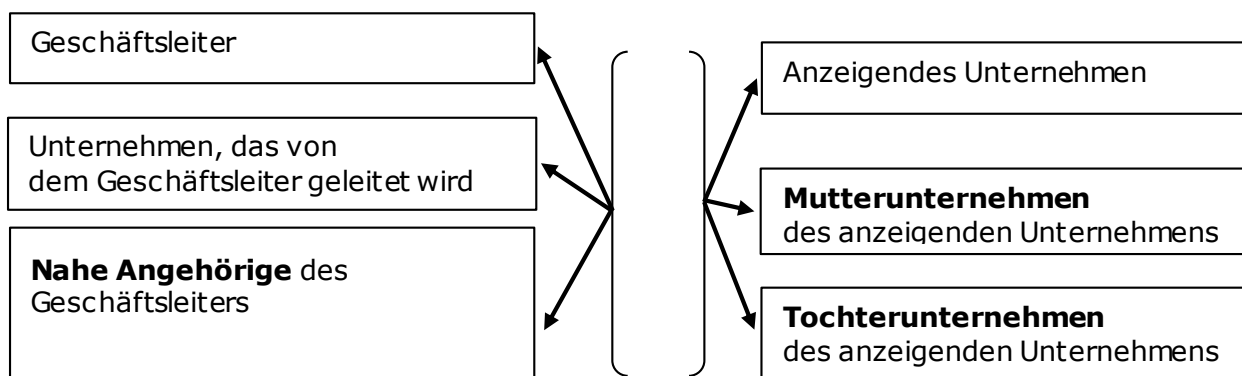 Geschäftsleiter
Unternehmen, das von
dem Geschäftsleiter geleitet wird
Nahe Angehörige des
Geschäftsleiters
Anzeigendes Unternehmen
Mutterunternehmen
des anzeigenden Unternehmens
Tochterunternehmen
des anzeigenden Unternehmens